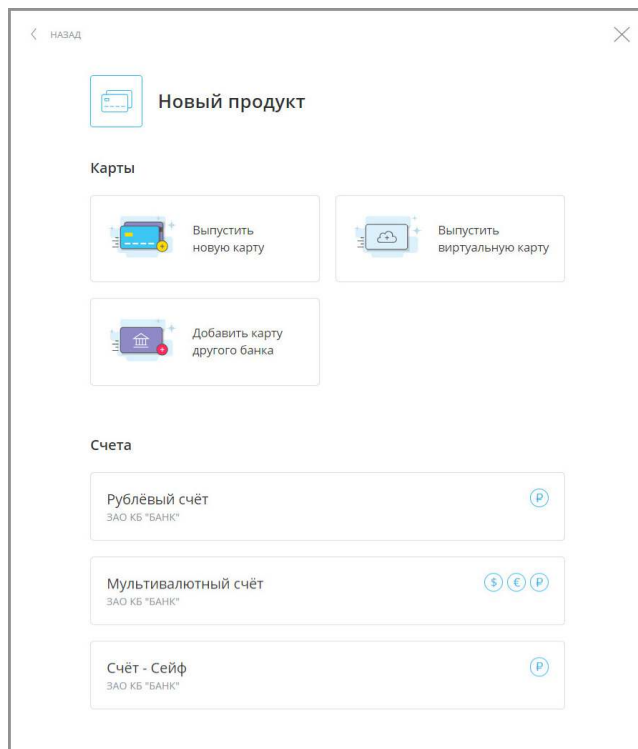 НАЗАД
Новый продукт
Карты
Выпустить
новую карту
Выпустить
виртуальную карту
Добавить карту
другого банка
Счета
Рублёвый счёт
₽
ЗАО КБ "БАНК"
Мультивалютный счёт
$ € ₽
ЗАО КБ "БАНК"
Счёт - Сейф
₽
ЗАО КБ "БАНК"